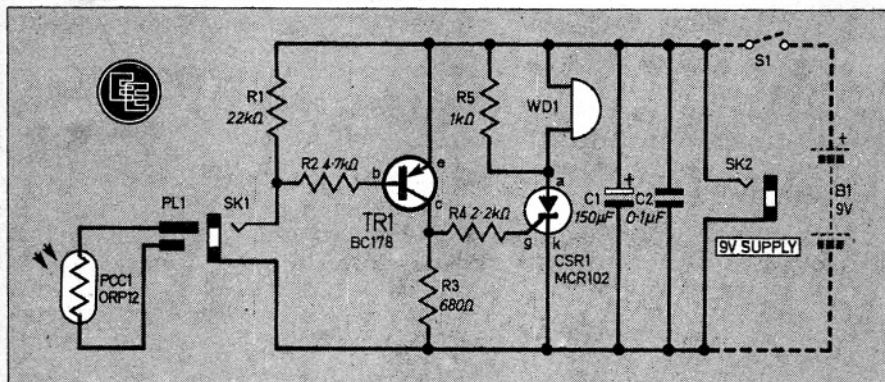 EE
R1
22kΩ
R2 4·7kΩ
b
e
c
TR1
BC178
R5
1kΩ
WD1
a
g
k
R4 2·2kΩ
CSR1
MCR102
R3
680Ω
C1
150µF
+
C2
0·1µF
SK2
9V SUPPLY
S1
+
B1
9V
-
PL1
SK1
PCC1
ORP12